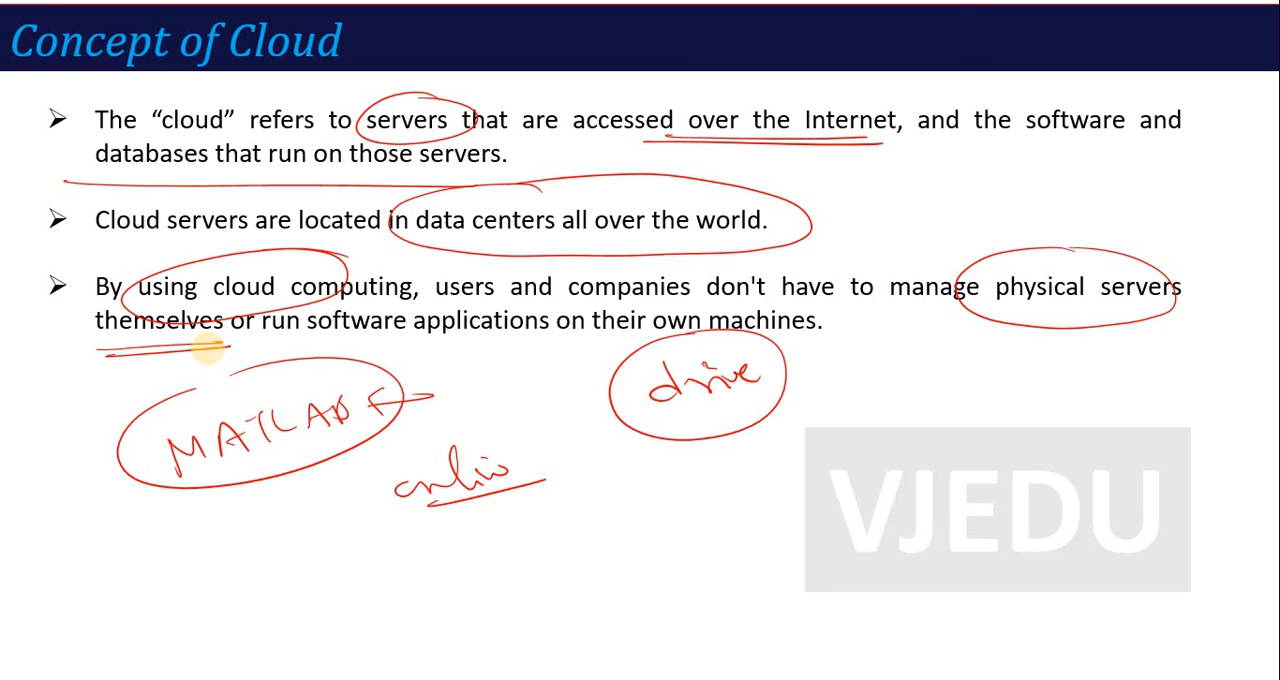 Concept of Cloud
➢ The “cloud” refers to servers that are accessed over the Internet, and the software and
databases that run on those servers.
➢ Cloud servers are located in data centers all over the world.
➢ By using cloud computing, users and companies don't have to manage physical servers
themselves or run software applications on their own machines.
drive
MATLAB
VJEDU